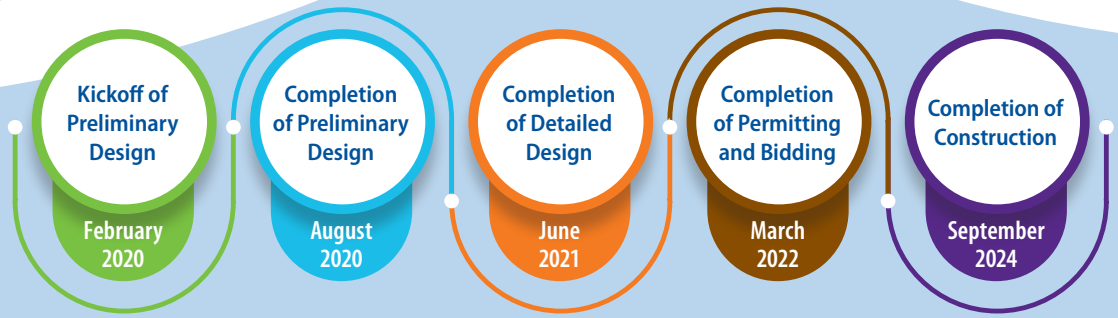 Kickoff of
Preliminary
Design
February
2020
Completion
of Preliminary
Design
August
2020
Completion
of Detailed
Design
June
2021
Completion
of Permitting
and Bidding
March
2022
Completion of
Construction
September
2024